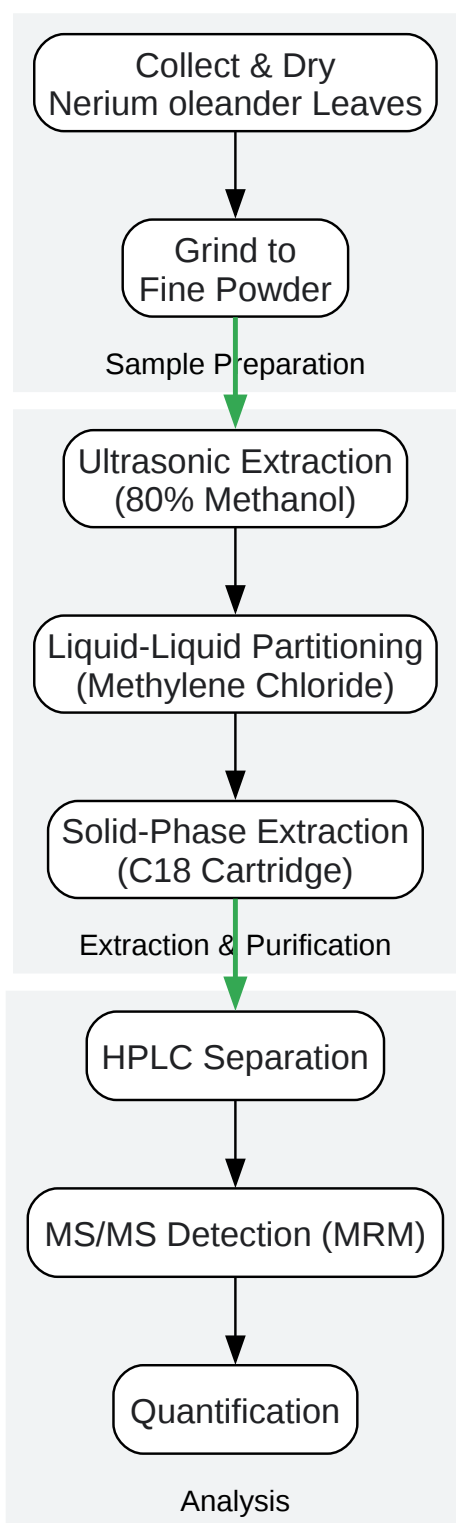 Collect & Dry
Nerium oleander Leaves
Grind to
Fine Powder
Sample Preparation
Ultrasonic Extraction
(80% Methanol)
Liquid-Liquid Partitioning
(Methylene Chloride)
Solid-Phase Extraction
(C18 Cartridge)
Extraction & Purification
HPLC Separation
MS/MS Detection (MRM)
Quantification
Analysis